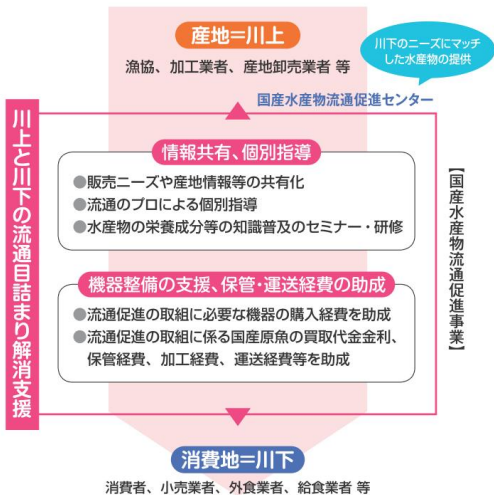 産地=川上
漁協、加工業者、産地卸売業者 等
川下のニーズにマッチ
した水産物の提供
国産水産物流通促進センター
川上と川下の流通目詰まり解消支援
情報共有、個別指導
●販売ニーズや産地情報等の共有化
●流通のプロによる個別指導
●水産物の栄養成分等の知識普及のセミナー・研修
機器整備の支援、保管・運送経費の助成
●流通促進の取組に必要な機器の購入経費を助成
●流通促進の取組に係る国産原魚の買取代金金利、
保管経費、加工経費、運送経費等を助成
【国産水産物流通促進事業】
消費地=川下
消費者、小売業者、外食業者、給食業者 等